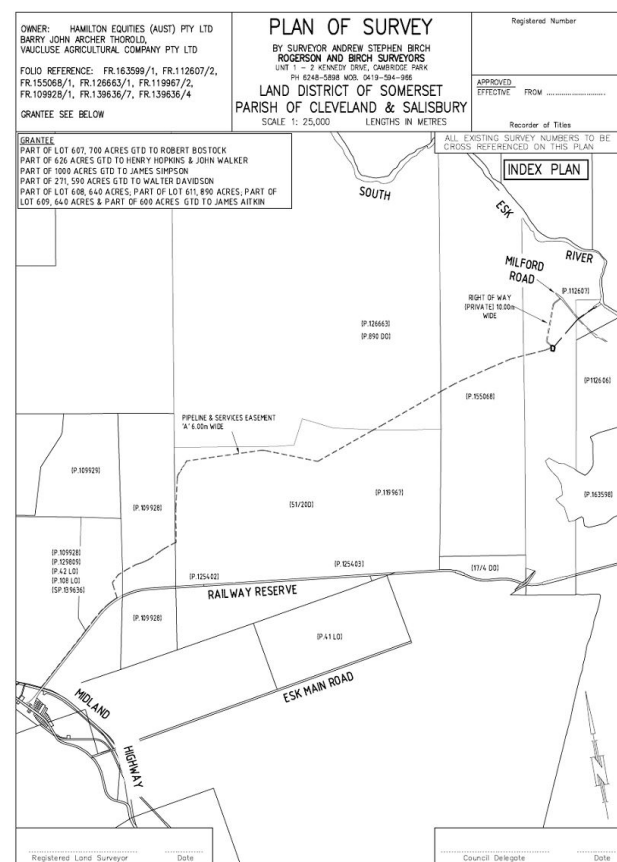 OWNER: HAMILTON EQUITIES (AUST) PTY LTD
BARRY JOHN ARCHER THOROLD,
VAUCLUSE AGRICULTURAL COMPANY PTY LTD
FOLIO REFERENCE: FR.163599/1, FR.112607/2,
FR.155068/1, FR.126663/1, FR.119967/2,
FR.109928/1, FR.139636/7, FR.139636/4
GRANTEE SEE BELOW
PLAN OF SURVEY
BY SURVEYOR ANDREW STEPHEN BIRCH
ROGERSON AND BIRCH SURVEYORS
UNIT 1 - 2 KENNEDY DRIVE, CAMBRIDGE PARK
PH 6248-5898 MOB. 0419-594-966
LAND DISTRICT OF SOMERSET
PARISH OF CLEVELAND & SALISBURY
SCALE 1: 25,000 LENGTHS IN METRES
Registered Number
APPROVED
EFFECTIVE FROM
Recorder of Titles
GRANTEE
PART OF LOT 607, 700 ACRES GTD TO ROBERT BOSTOCK
PART OF 626 ACRES GTD TO HENRY HOPKINS & JOHN WALKER
PART OF 1000 ACRES GTD TO JAMES SIMPSON
PART OF 271, 590 ACRES GTD TO WALTER DAVIDSON
PART OF LOT 608, 640 ACRES, PART OF LOT 611, 890 ACRES, PART OF
LOT 609, 640 ACRES & PART OF 600 ACRES GTD TO JAMES AITKIN
ALL EXISTING SURVEY NUMBERS TO BE
CROSS REFERENCED ON THIS PLAN
INDEX PLAN
SOUTH
ESK
RIVER
MILFORD
ROAD
(P.112607)
RIGHT OF WAY
(PRIVATE) 10.00m
WIDE
(P.126663)
(P.890 DO)
(P112606)
(P.155068)
PIPELINE & SERVICES EASEMENT
'A' 6.00m WIDE
(P.109929)
(P.109928)
(51/20D)
(P.119967)
(P.163598)
(P.109928)
(P.129809)
(P.42 LO)
(P.108 LO)
(SP.139636)
(P.125402)
(P.125403)
(17/4 DO)
RAILWAY RESERVE
(P.109928)
(P.41 LO)
ESK MAIN ROAD
MIDLAND
HIGHWAY
Registered Land Surveyor
Date
Council Delegate
Date